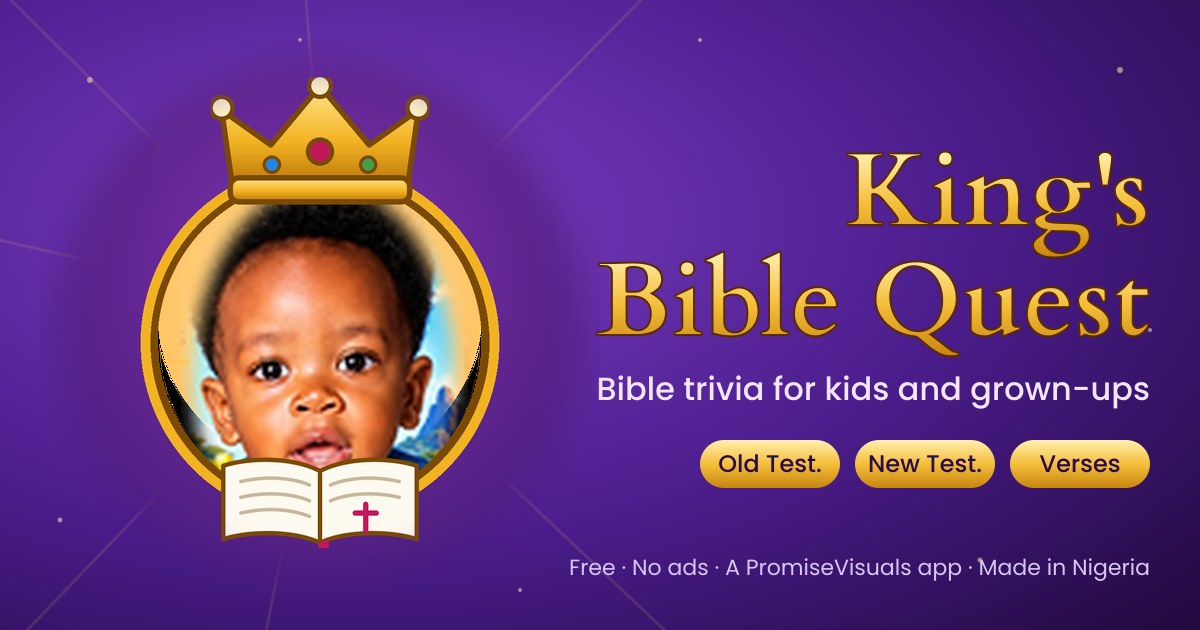 King's
Bible Quest
Bible trivia for kids and grown-ups
Old Test. New Test. Verses
Free · No ads · A PromiseVisuals app · Made in Nigeria